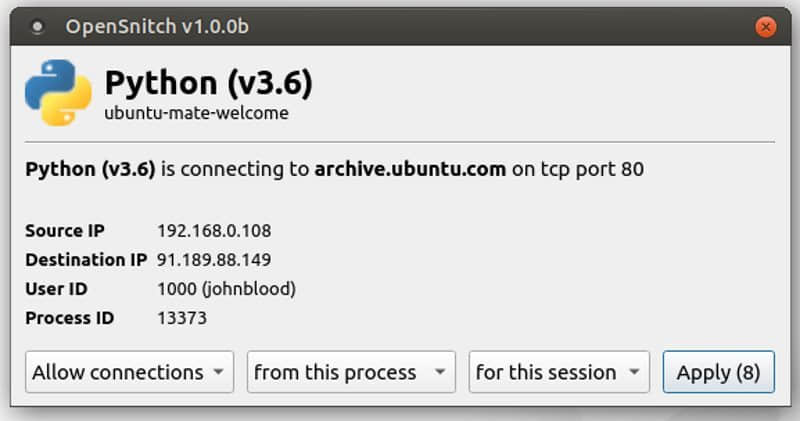 OpenSnitch v1.0.0b
Python (v3.6)
ubuntu-mate-welcome
Python (v3.6) is connecting to archive.ubuntu.com on tcp port 80
Source IP 192.168.0.108
Destination IP 91.189.88.149
User ID 1000 (johnblood)
Process ID 13373
Allow connections from this process for this session Apply (8)